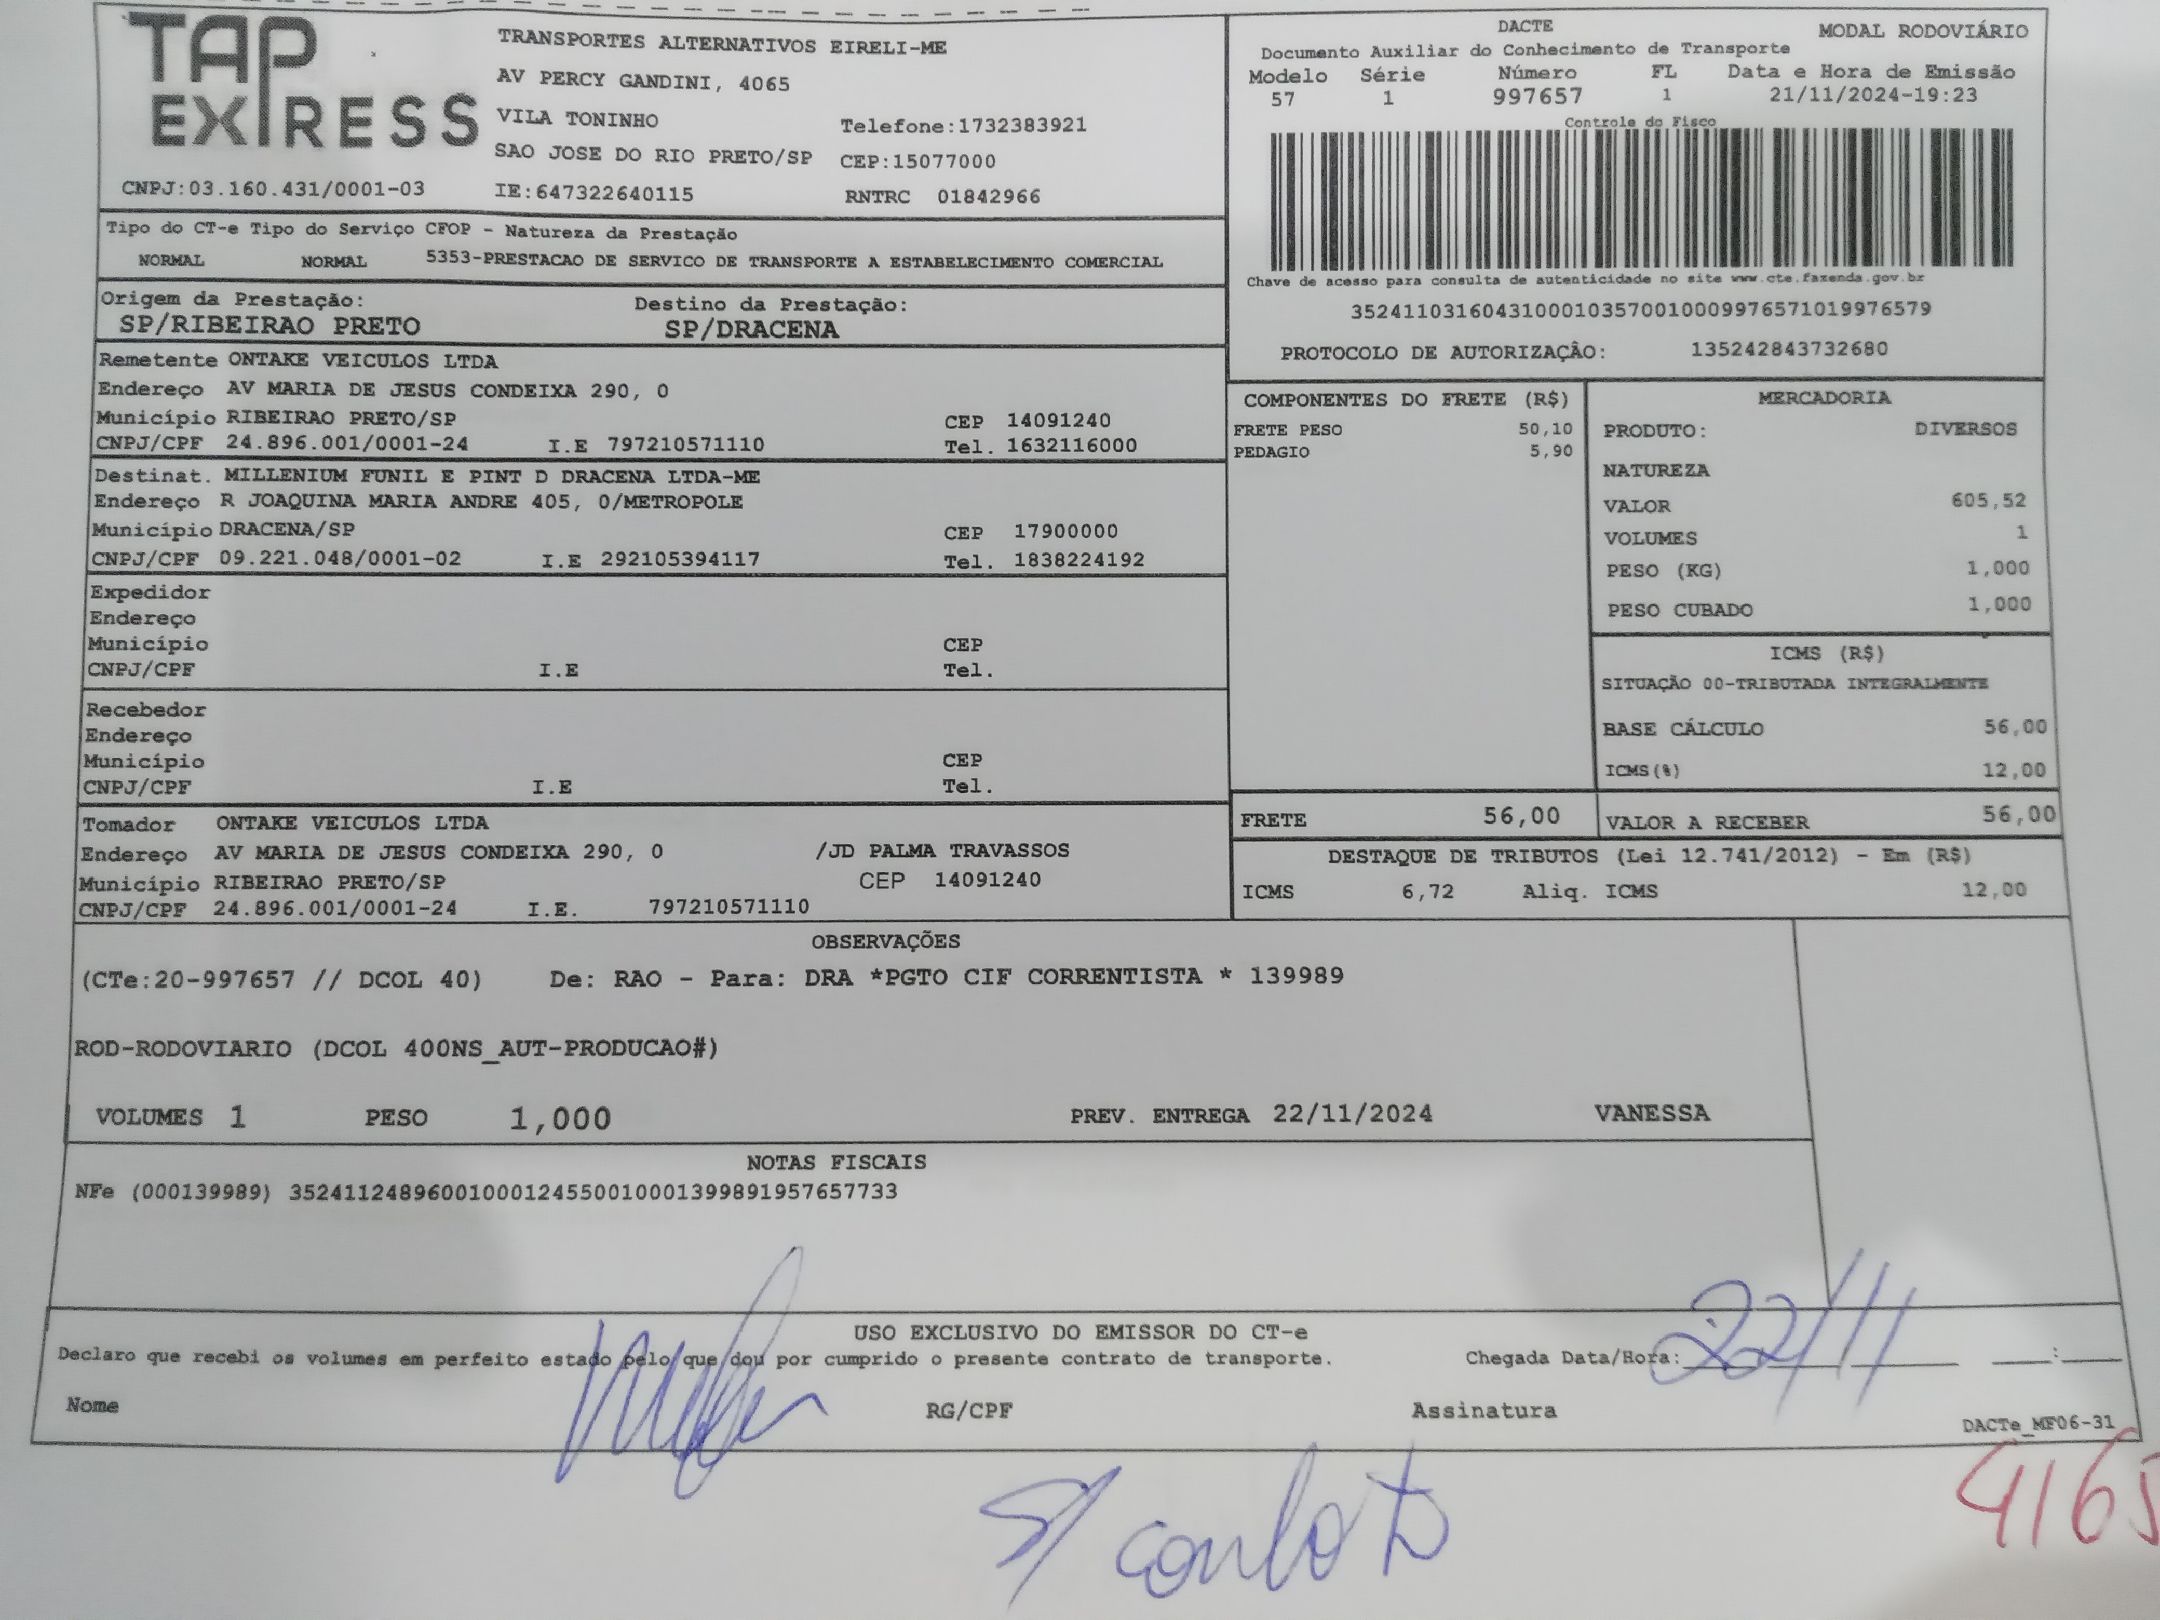 TAP EXPRESS
TRANSPORTES ALTERNATIVOS EIRELI-ME
AV PERCY GANDINI, 4065
VILA TONINHO Telefone:1732383921
SAO JOSE DO RIO PRETO/SP CEP:15077000
CNPJ:03.160.431/0001-03 IE:647322640115 RNTRC 01842966
DACTE MODAL RODOVIÁRIO
Documento Auxiliar do Conhecimento de Transporte
Modelo Série Número FL Data e Hora de Emissão
57 1 997657 1 21/11/2024-19:23
Controle do Fisco
Chave de acesso para consulta de autenticidade no site www.cte.fazenda.gov.br
35241103160431000103570010009976571019976579
PROTOCOLO DE AUTORIZAÇÃO: 135242843732680
Tipo do CT-e Tipo do Serviço CFOP - Natureza da Prestação
NORMAL NORMAL 5353-PRESTACAO DE SERVICO DE TRANSPORTE A ESTABELECIMENTO COMERCIAL
Origem da Prestação: Destino da Prestação:
SP/RIBEIRAO PRETO SP/DRACENA
Remetente ONTAKE VEICULOS LTDA
Endereço AV MARIA DE JESUS CONDEIXA 290, 0
Município RIBEIRAO PRETO/SP CEP 14091240
CNPJ/CPF 24.896.001/0001-24 I.E 797210571110 Tel. 1632116000
Destinat. MILLENIUM FUNIL E PINT D DRACENA LTDA-ME
Endereço R JOAQUINA MARIA ANDRE 405, 0/METROPOLE
Município DRACENA/SP CEP 17900000
CNPJ/CPF 09.221.048/0001-02 I.E 292105394117 Tel. 1838224192
Expedidor
Endereço
Município CEP
CNPJ/CPF I.E Tel.
Recebedor
Endereço
Município CEP
CNPJ/CPF I.E Tel.
Tomador ONTAKE VEICULOS LTDA
Endereço AV MARIA DE JESUS CONDEIXA 290, 0 /JD PALMA TRAVASSOS
Município RIBEIRAO PRETO/SP CEP 14091240
CNPJ/CPF 24.896.001/0001-24 I.E. 797210571110
COMPONENTES DO FRETE (R$)
FRETE PESO 50,10
PEDAGIO 5,90
MERCADORIA
PRODUTO: DIVERSOS
NATUREZA
VALOR 605,52
VOLUMES 1
PESO (KG) 1,000
PESO CUBADO 1,000
ICMS (R$)
SITUAÇÃO 00-TRIBUTADA INTEGRALMENTE
BASE CÁLCULO 56,00
ICMS(%) 12,00
FRETE 56,00 VALOR A RECEBER 56,00
DESTAQUE DE TRIBUTOS (Lei 12.741/2012) - Em (R$)
ICMS 6,72 Aliq. ICMS 12,00
OBSERVAÇÕES
(CTe:20-997657 // DCOL 40) De: RAO - Para: DRA *PGTO CIF CORRENTISTA * 139989
ROD-RODOVIARIO (DCOL 400NS_AUT-PRODUCAO#)
VOLUMES 1 PESO 1,000 PREV. ENTREGA 22/11/2024 VANESSA
NOTAS FISCAIS
NFe (000139989) 35241124896001000124550010001399891957657733
USO EXCLUSIVO DO EMISSOR DO CT-e
Declaro que recebi os volumes em perfeito estado pelo que dou por cumprido o presente contrato de transporte. Chegada Data/Hora: 22/11
Nome RG/CPF Assinatura
DACTe_MF06-31
4165